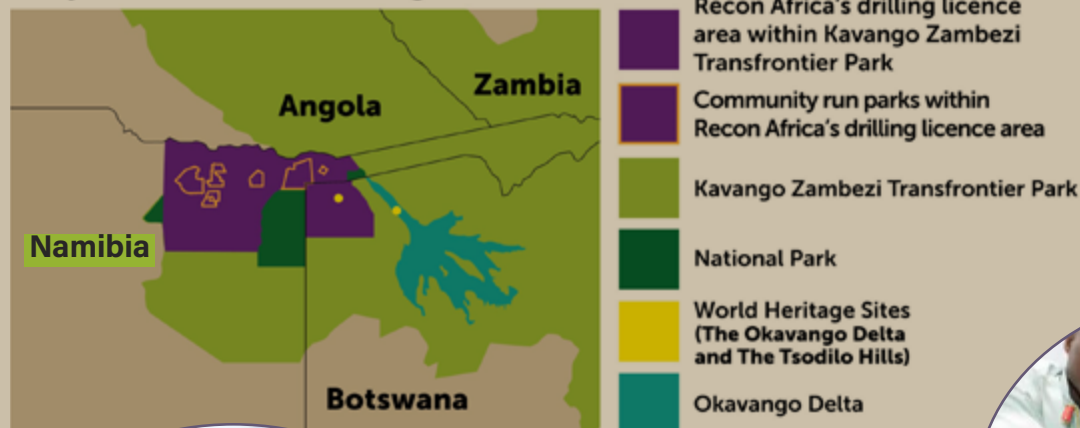 Angola
Zambia
Namibia
Botswana
Recon Africa's drilling licence
area within Kavango Zambezi
Transfrontier Park
Community run parks within
Recon Africa's drilling licence area
Kavango Zambezi Transfrontier Park
National Park
World Heritage Sites
(The Okavango Delta
and The Tsodilo Hills)
Okavango Delta